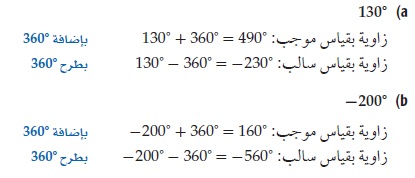 130° (a
زاوية بقياس موجب: 130° + 360° = 490° بإضافة 360°
زاوية بقياس سالب: 130° − 360° = −230° بطرح 360°
−200° (b
زاوية بقياس موجب: −200° + 360° = 160° بإضافة 360°
زاوية بقياس سالب: −200° − 360° = −560° بطرح 360°